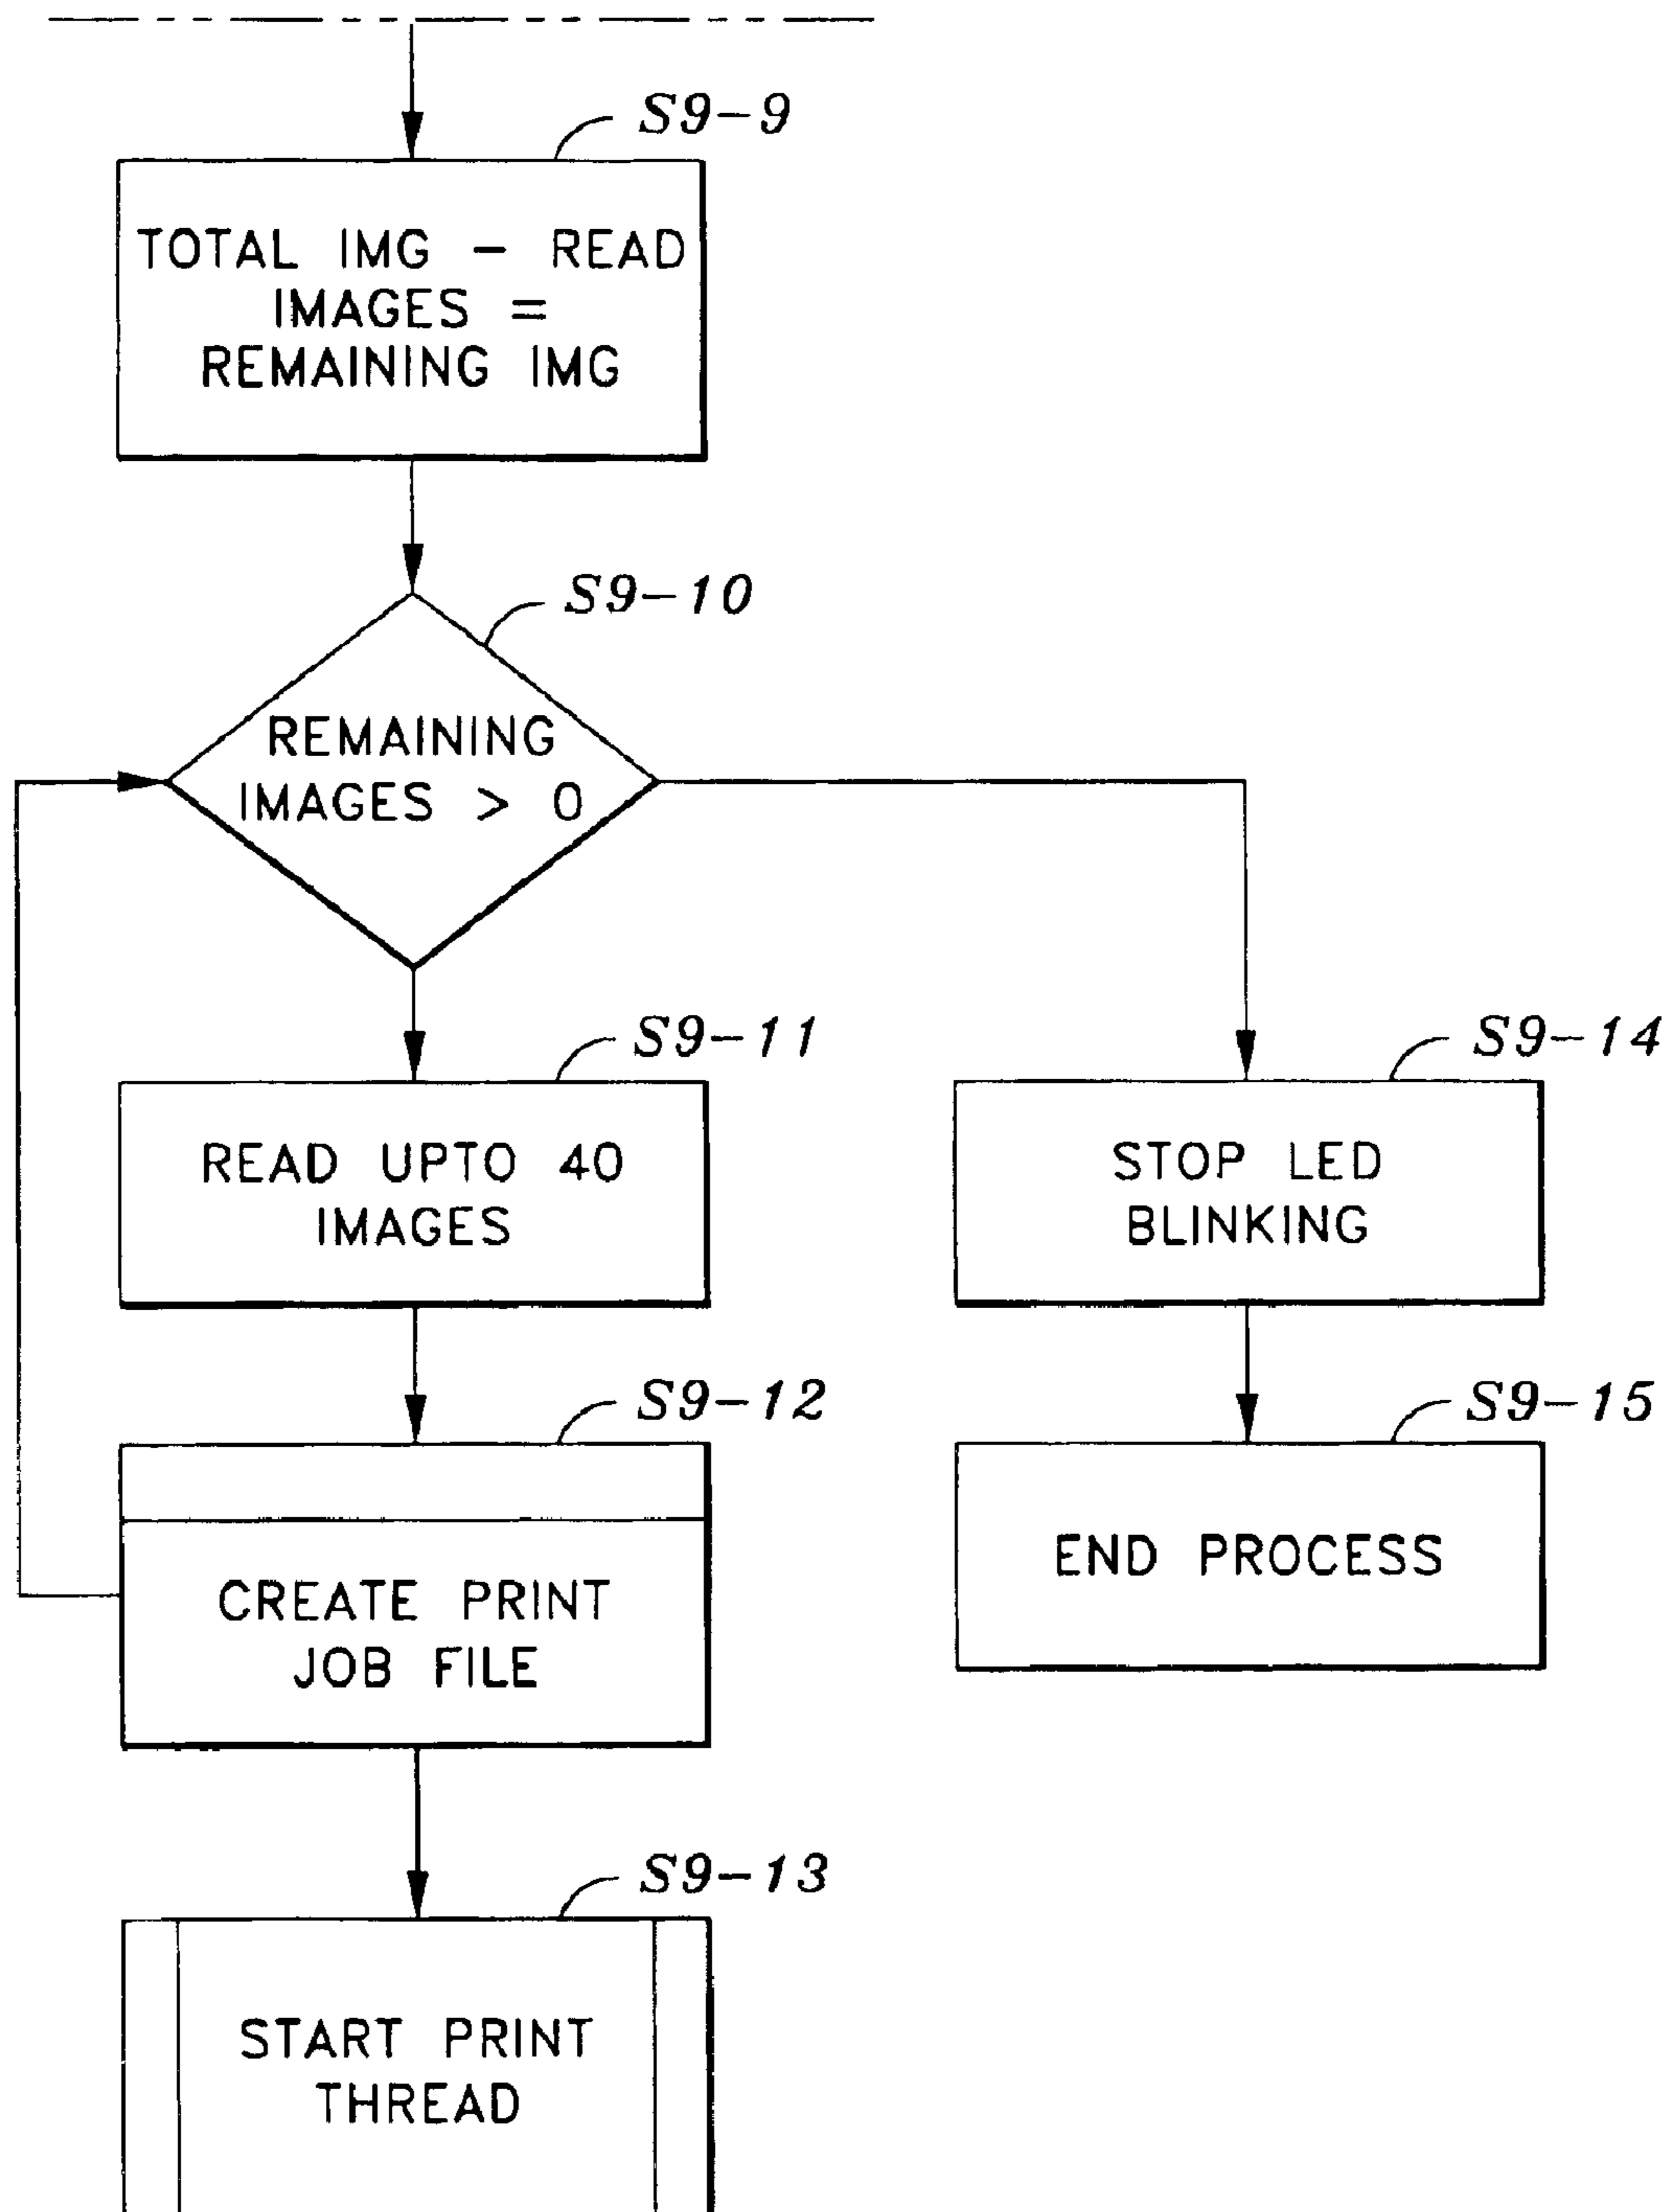 S9-9
TOTAL IMG - READ
IMAGES =
REMAINING IMG
S9-10
REMAINING
IMAGES > 0
S9-11
READ UPTO 40
IMAGES
S9-14
STOP LED
BLINKING
S9-12
CREATE PRINT
JOB FILE
S9-15
END PROCESS
S9-13
START PRINT
THREAD